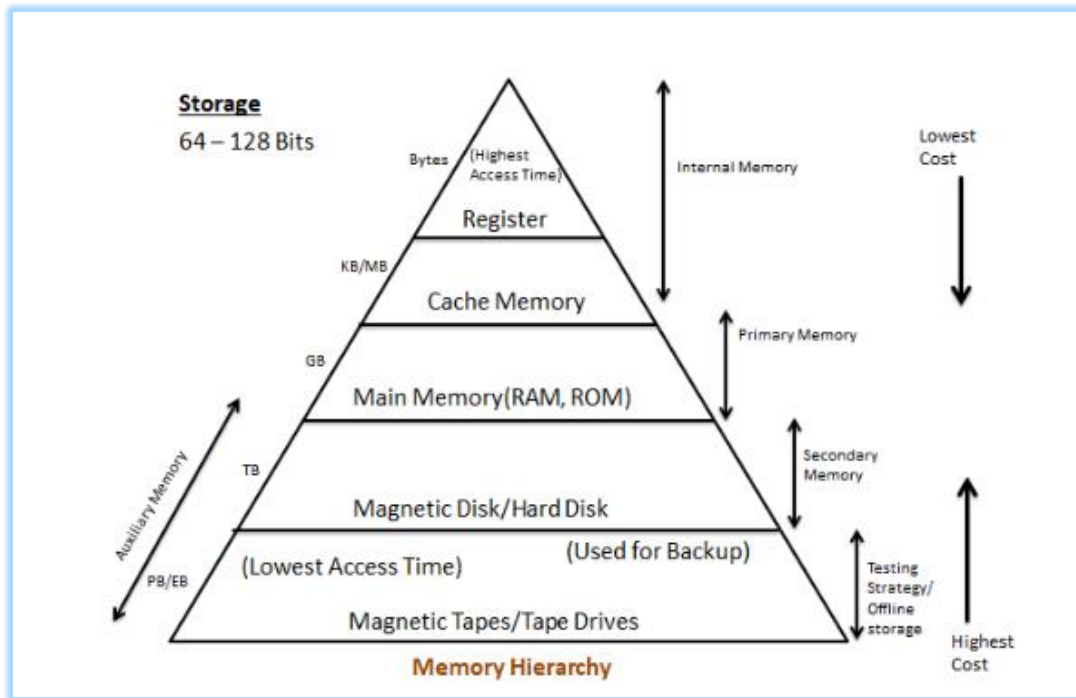 Storage
64 – 128 Bits
Bytes
(Highest
Access Time)
Register
Internal Memory
Lowest
Cost
KB/MB
Cache Memory
Primary Memory
GB
Main Memory(RAM, ROM)
Auxiliary Memory
TB
Secondary
Memory
Magnetic Disk/Hard Disk
(Lowest Access Time)
(Used for Backup)
PB/EB
Testing
Strategy/
Offline
storage
Magnetic Tapes/Tape Drives
Highest
Cost
Memory Hierarchy